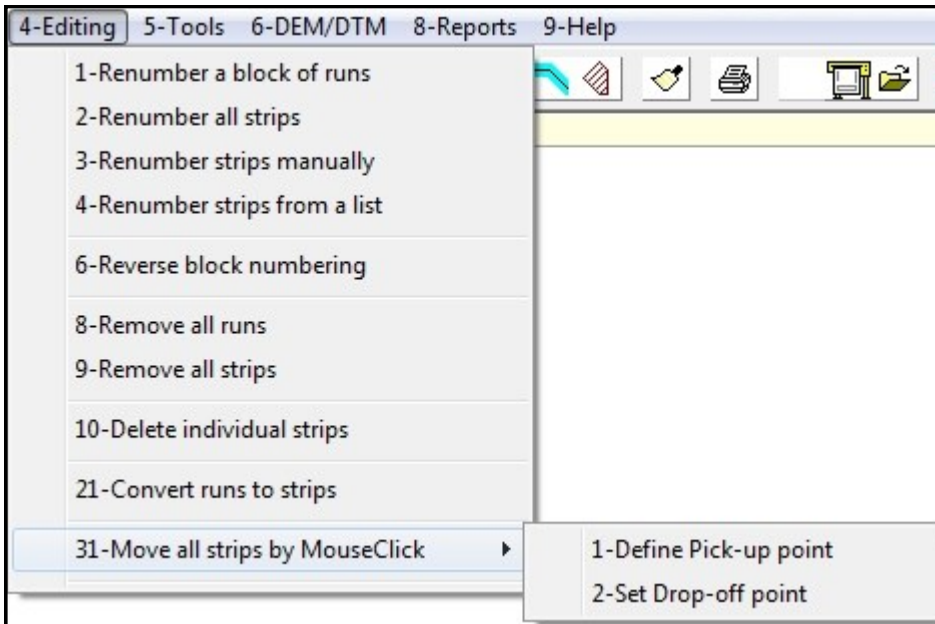 4-Editing 5-Tools 6-DEM/DTM 8-Reports 9-Help
1-Renumber a block of runs
2-Renumber all strips
3-Renumber strips manually
4-Renumber strips from a list
6-Reverse block numbering
8-Remove all runs
9-Remove all strips
10-Delete individual strips
21-Convert runs to strips
31-Move all strips by MouseClick
1-Define Pick-up point
2-Set Drop-off point